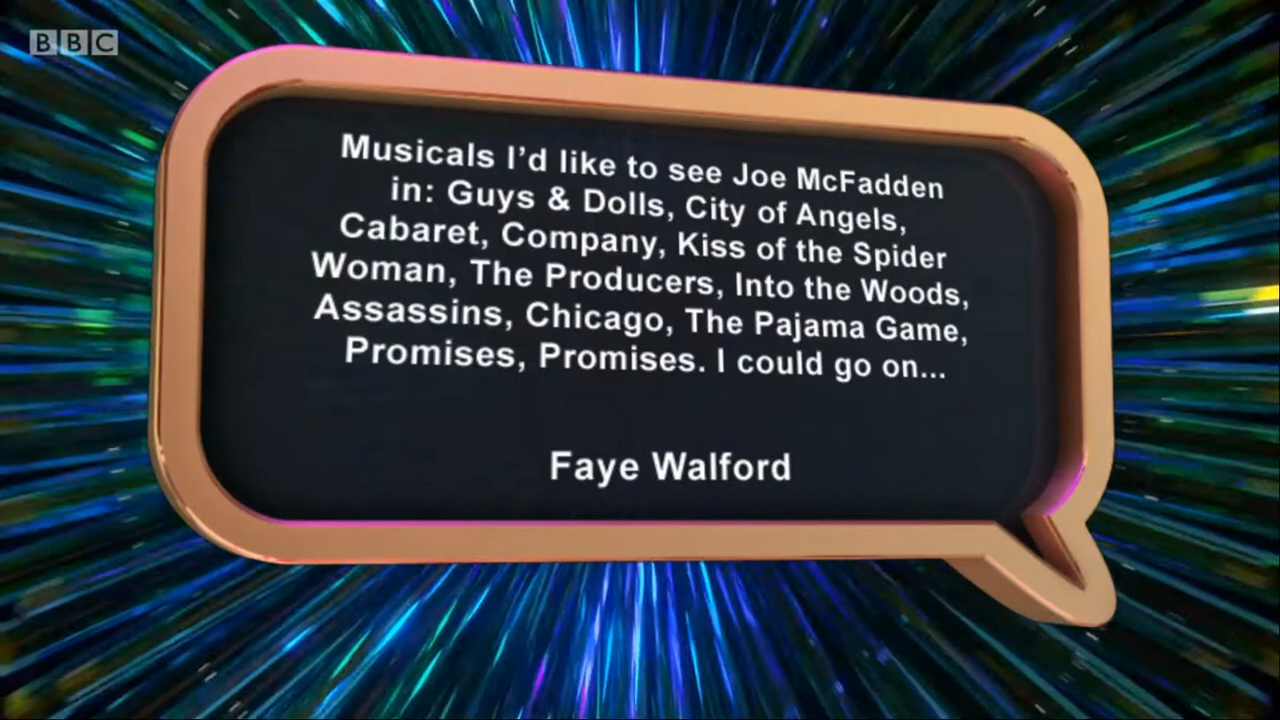 BBC
Musicals I'd like to see Joe McFadden
in: Guys & Dolls, City of Angels,
Cabaret, Company, Kiss of the Spider
Woman, The Producers, Into the Woods,
Assassins, Chicago, The Pajama Game,
Promises, Promises. I could go on...
Faye Walford